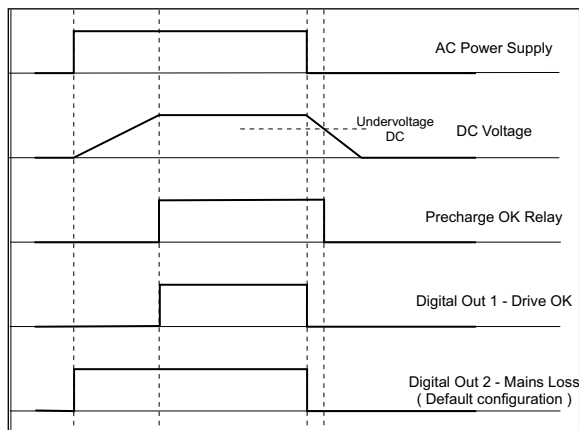 AC Power Supply
Undervoltage
DC
DC Voltage
Precharge OK Relay
Digital Out 1 - Drive OK
Digital Out 2 - Mains Loss
( Default configuration )